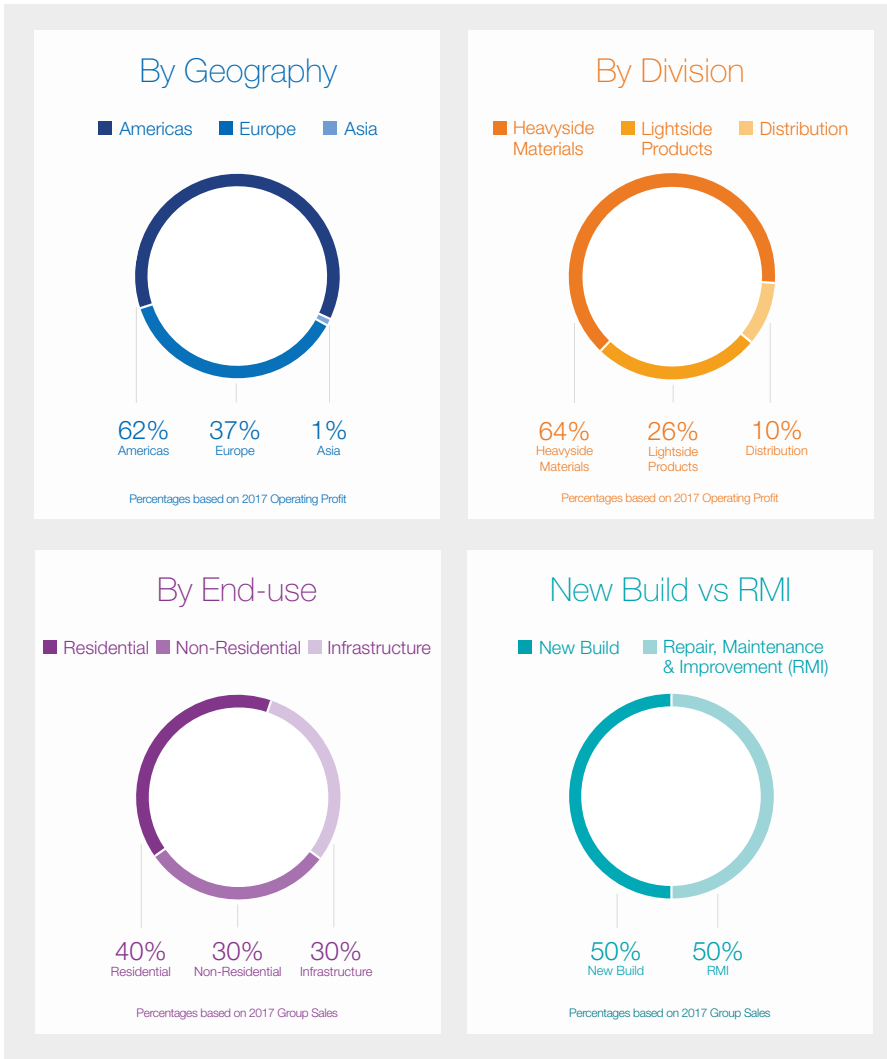 By Geography
Americas Europe Asia
62% 37% 1%
Americas Europe Asia
Percentages based on 2017 Operating Profit
By Division
Heavyside Lightside Distribution
Materials Products
64% 26% 10%
Heavyside Lightside Distribution
Materials Products
Percentages based on 2017 Operating Profit
By End-use
Residential Non-Residential Infrastructure
40% 30% 30%
Residential Non-Residential Infrastructure
Percentages based on 2017 Group Sales
New Build vs RMI
New Build Repair, Maintenance
& Improvement (RMI)
50% 50%
New Build RMI
Percentages based on 2017 Group Sales